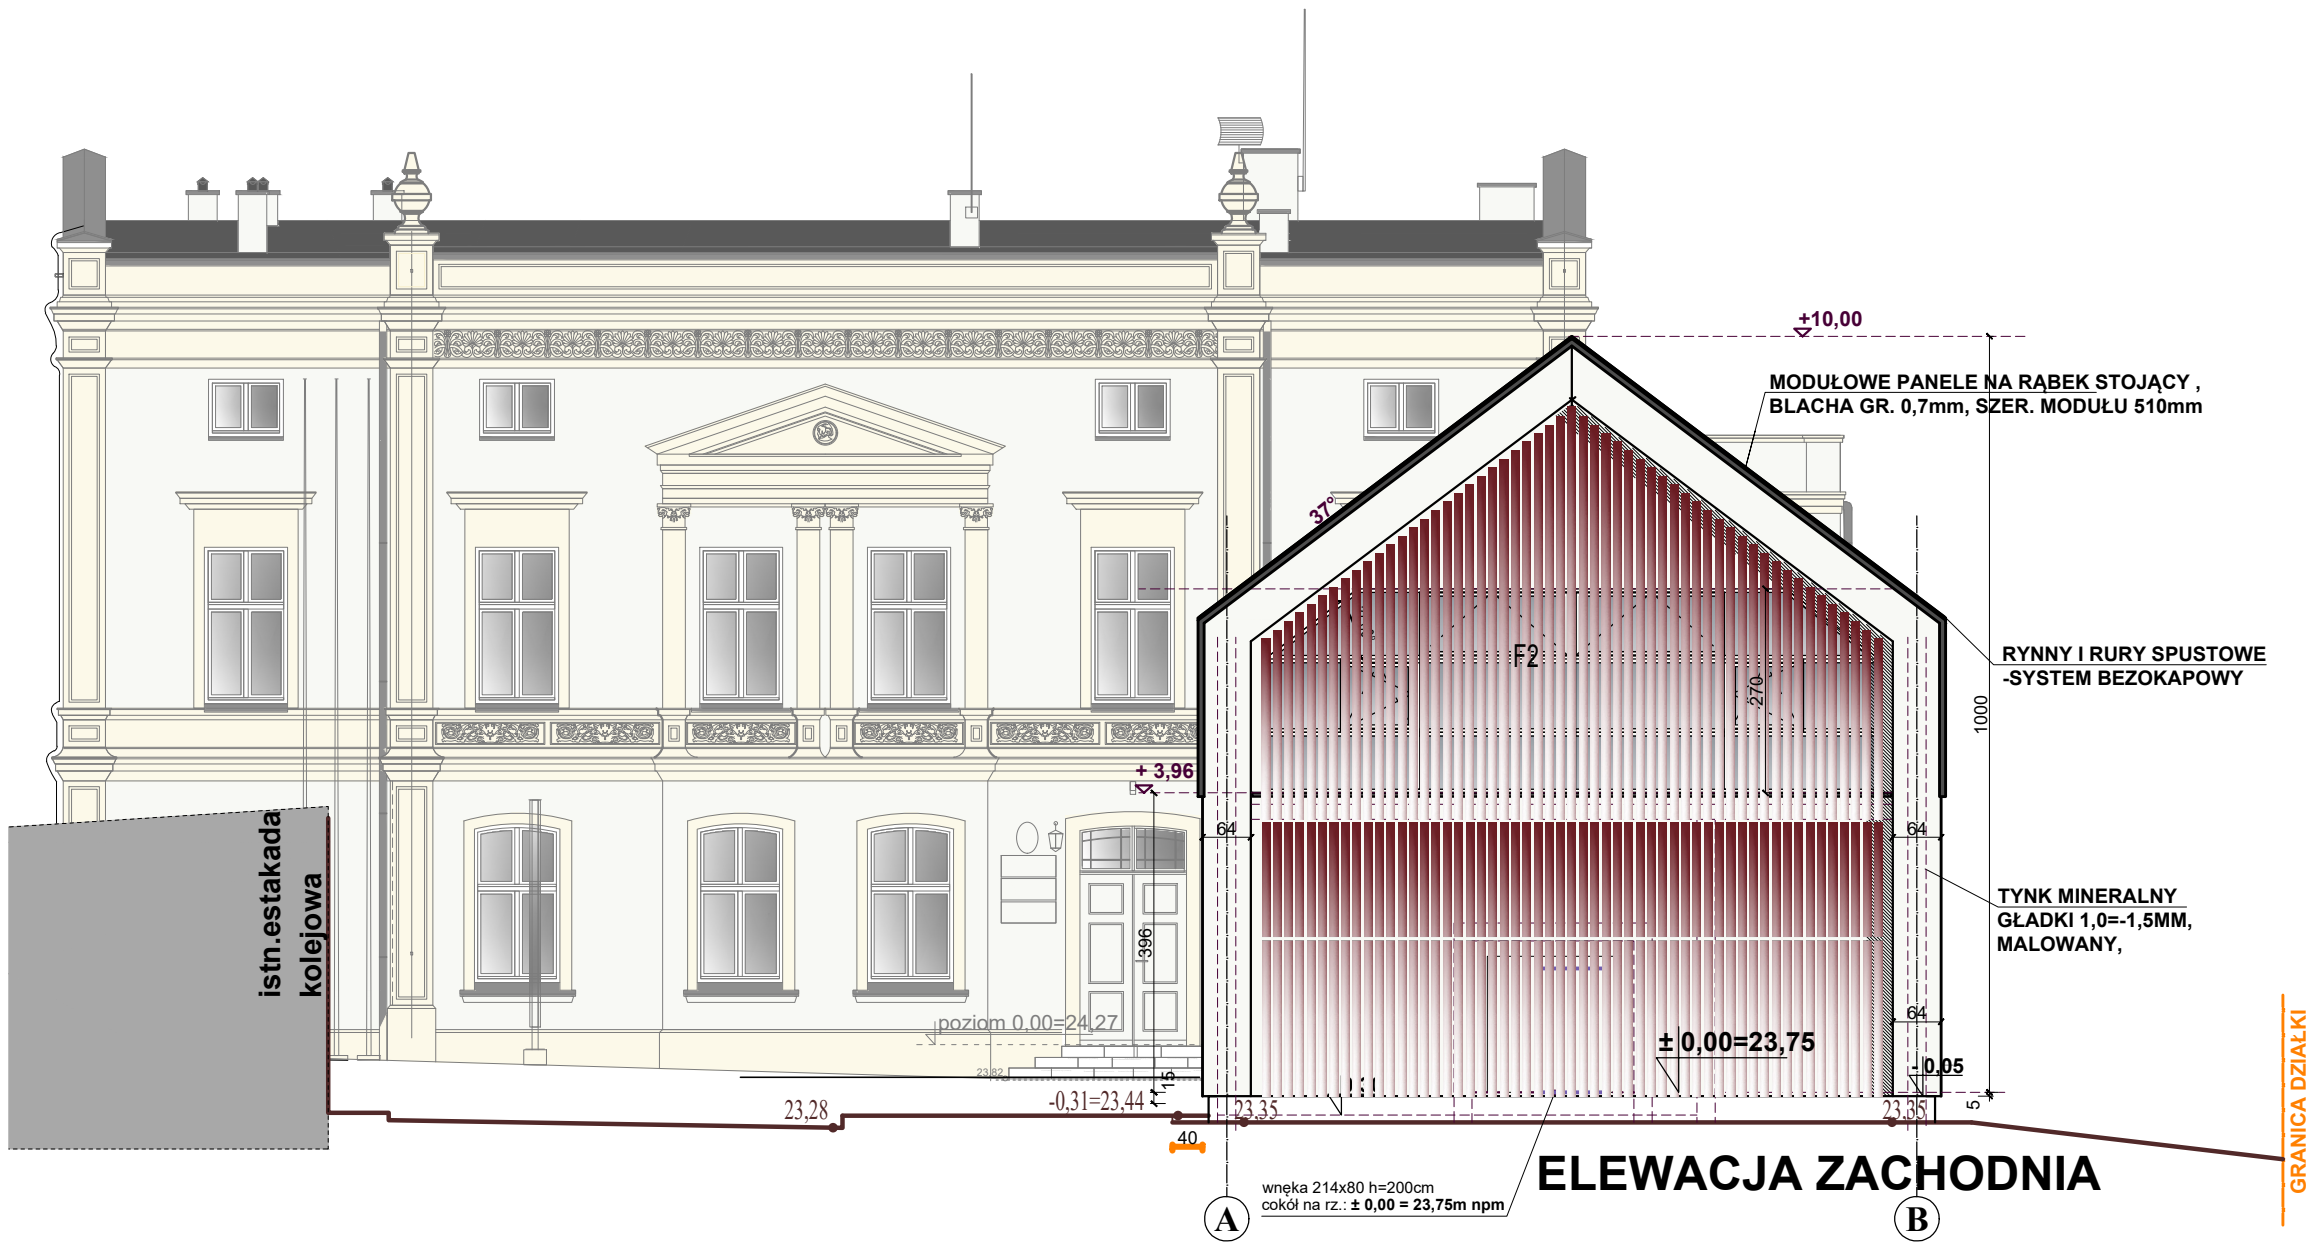 +10,00
MODUŁOWE PANELE NA RĄBEK STOJĄCY ,
BLACHA GR. 0,7mm, SZER. MODUŁU 510mm
37°
F2
270
RYNNY I RURY SPUSTOWE
-SYSTEM BEZOKAPOWY
1000
+ 3,96
64
64
istn.estakada
kolejowa
396
TYNK MINERALNY
GŁADKI 1,0=-1,5MM,
MALOWANY,
64
poziom 0,00=24,27
± 0,00=23,75
- 0,05
23,82
15
5
23,28
-0,31=23,44
23,35
23,35
40
GRANICA DZIAŁKI
ELEWACJA ZACHODNIA
wnęka 214x80 h=200cm
cokół na rz.: ± 0,00 = 23,75m npm
A
B